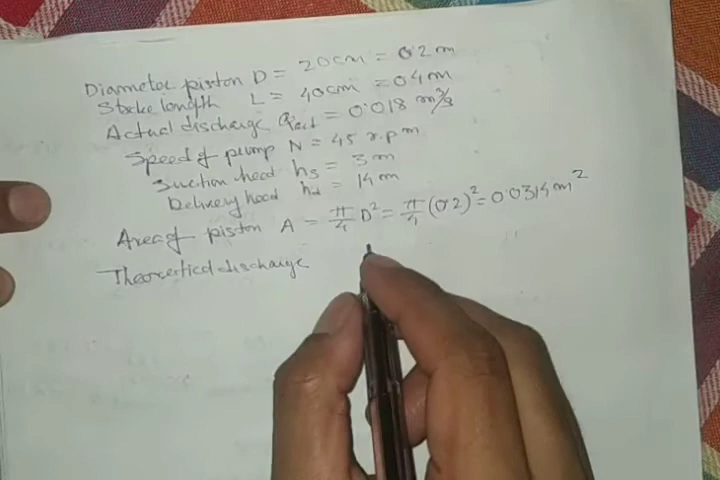 Diameter piston D = 20cm = 0.2 m
Stroke length L = 40cm = 0.4 m
Actual discharge Qact = 0.018 m³/s
Speed of pump N = 45 r.p.m
Suction head hs = 3 m
Delivery head hd = 14 m
Area of piston A = π/4 D² = π/4 (0.2)² = 0.0314 m²
Theoretical discharge